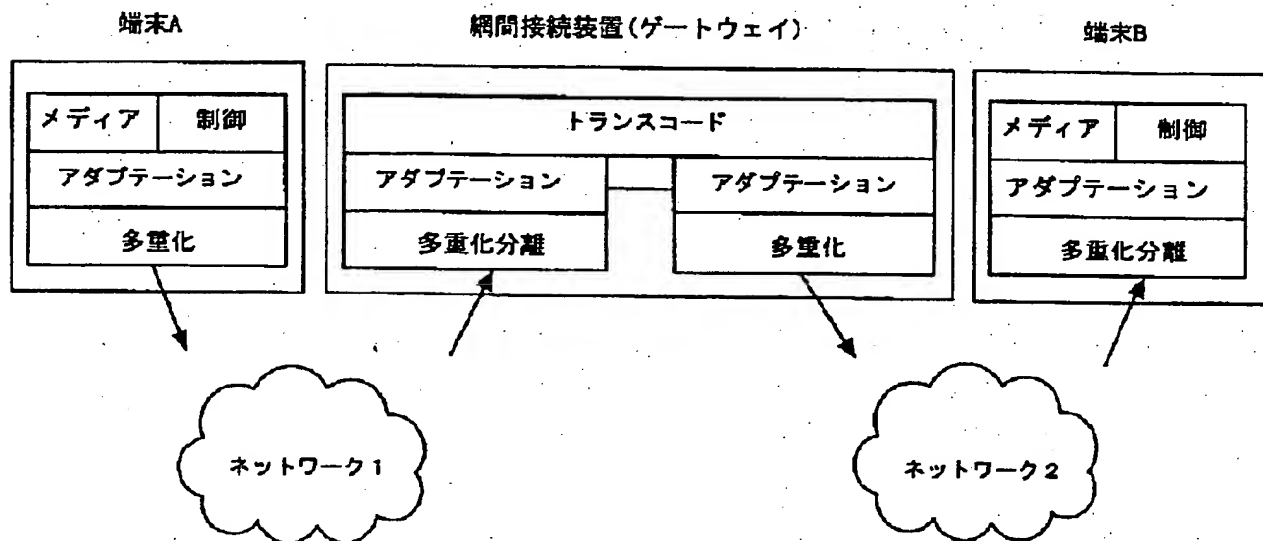 端末A
網間接続装置(ゲートウェイ)
端末B
メディア
制御
アダプテーション
多重化
トランスコード
アダプテーション
多重化分離
アダプテーション
多重化
メディア
制御
アダプテーション
多重化分離
ネットワーク1
ネットワーク2